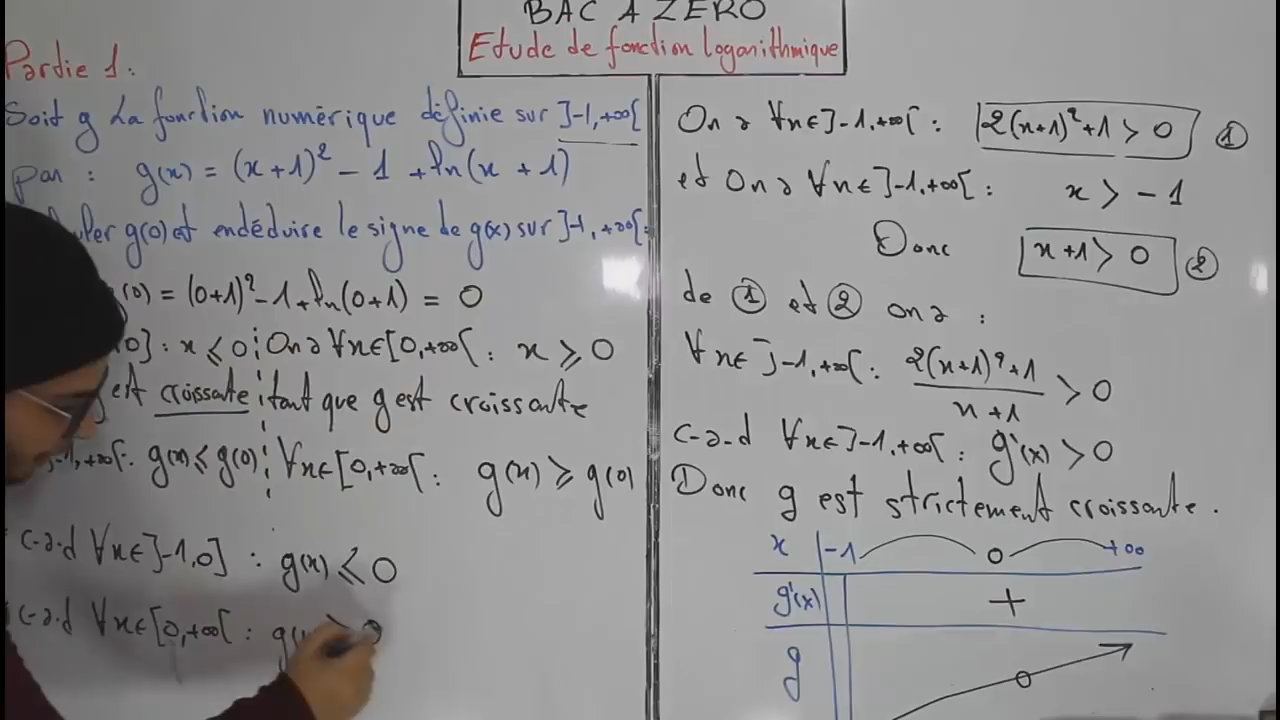 BAC A ZERO
Etude de fonction logarithmique
Partie 1:
Soit g La fonction numérique définie sur ]-1,+∞[
par : g(x) = (x+1)² - 1 + ln(x+1)
g(0) et endéduire le signe de g(x) sur ]-1,+∞[:
(0) = (0+1)² - 1 + ln(0+1) = 0
0] : x ≤ 0 ¦ On a ∀x∈[0,+∞[ : x ≥ 0
g est croissante ¦ tant que g est croissante
]-1,+∞[: g(x) ≤ g(0) ¦ ∀x∈[0,+∞[ : g(x) ≥ g(0)
c-a-d ∀x∈]-1,0] : g(x) ≤ 0
c-a-d ∀x∈[0,+∞[ :
On a ∀x∈]-1,+∞[ : 2(x+1)²+1 > 0 ①
et On a ∀x∈]-1,+∞[ : x > -1
Donc x+1 > 0 ②
de ① et ② on a :
∀x∈]-1,+∞[ : 2(x+1)²+1 / x+1 > 0
c-a-d ∀x∈]-1,+∞[ : g'(x) > 0
Donc g est strictement croissante.
x -1 0 +∞
g'(x) +
g 0